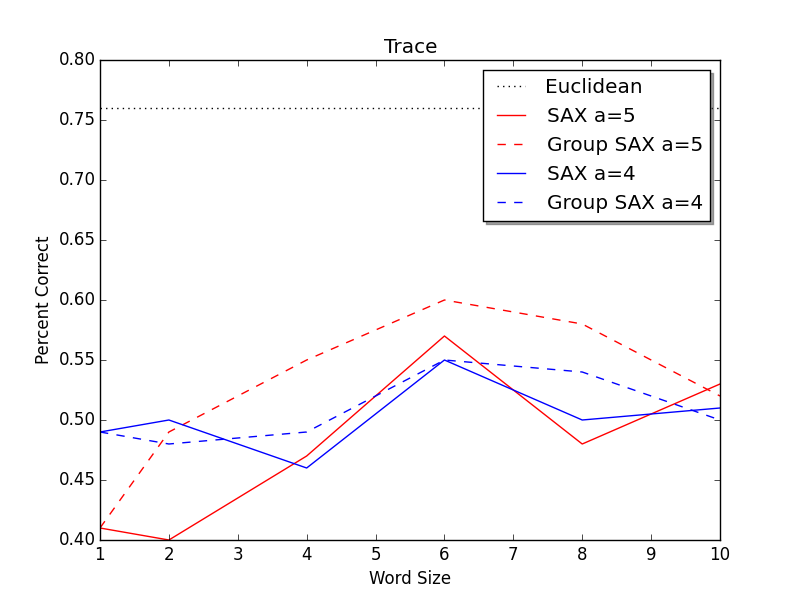 Trace
0.80
0.75
0.70
0.65
0.60
0.55
0.50
0.45
0.40
Percent Correct
Euclidean
SAX a=5
Group SAX a=5
SAX a=4
Group SAX a=4
1 2 3 4 5 6 7 8 9 10
Word Size